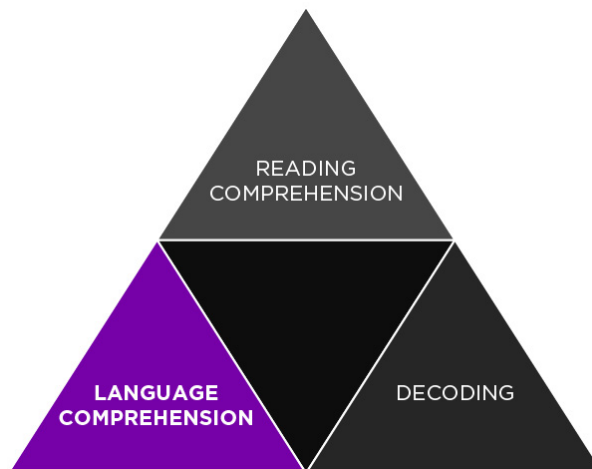 READING
COMPREHENSION
LANGUAGE
COMPREHENSION
DECODING